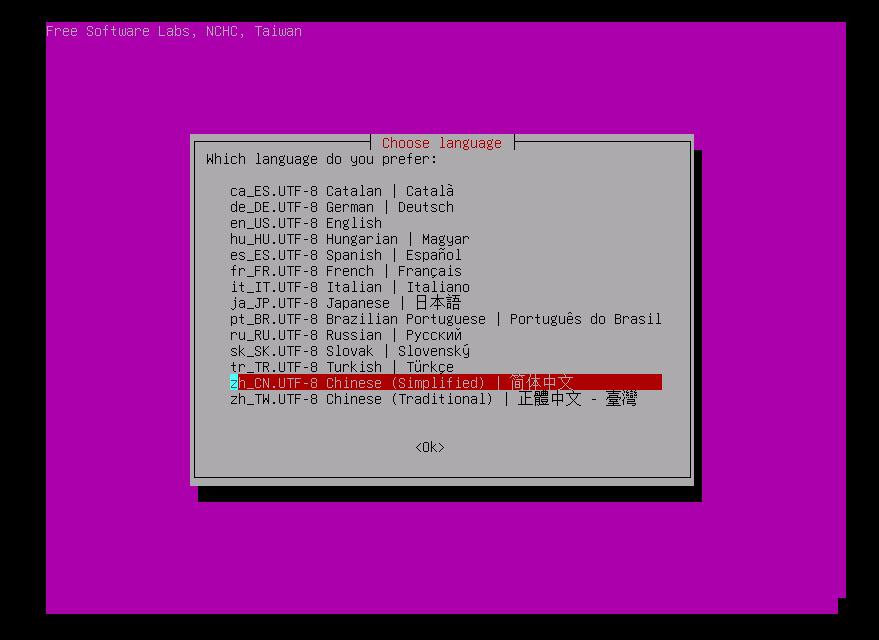 Free Software Labs, NCHC, Taiwan
Choose language
Which language do you prefer:
ca_ES.UTF-8 Catalan | Català
de_DE.UTF-8 German | Deutsch
en_US.UTF-8 English
hu_HU.UTF-8 Hungarian | Magyar
es_ES.UTF-8 Spanish | Español
fr_FR.UTF-8 French | Français
it_IT.UTF-8 Italian | Italiano
ja_JP.UTF-8 Japanese | 日本語
pt_BR.UTF-8 Brazilian Portuguese | Português do Brasil
ru_RU.UTF-8 Russian | Русский
sk_SK.UTF-8 Slovak | Slovenský
tr_TR.UTF-8 Turkish | Türkçe
zh_CN.UTF-8 Chinese (Simplified) | 简体中文
zh_TW.UTF-8 Chinese (Traditional) | 正體中文 - 臺灣
<Ok>